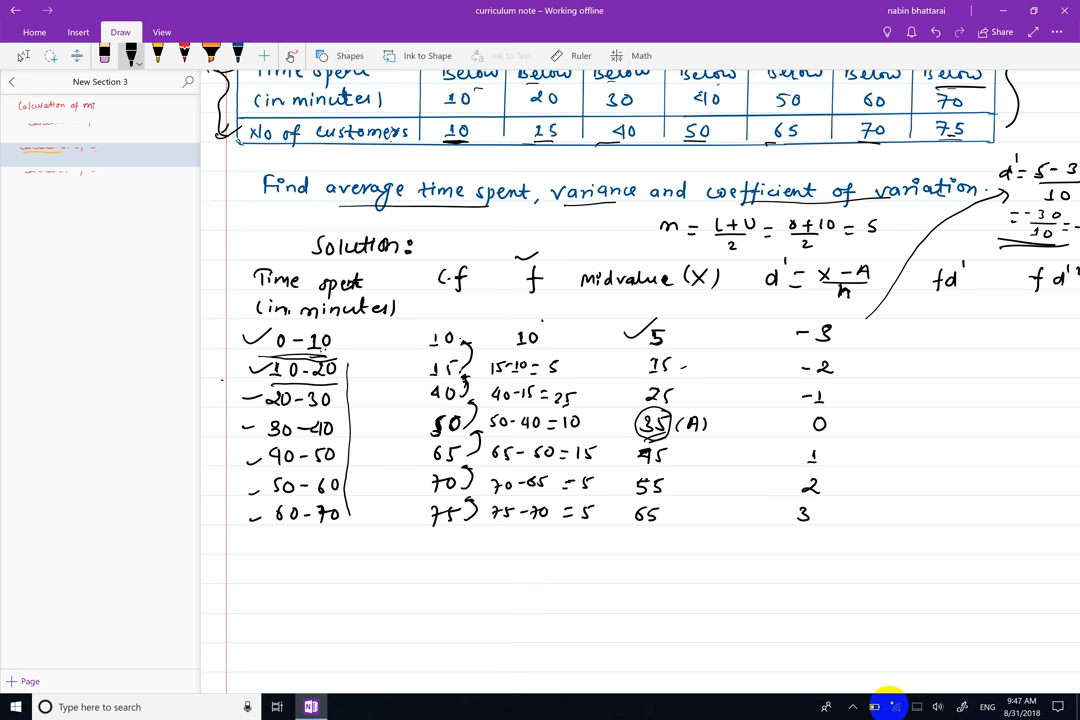 curriculum note – Working offline
nabin bhattarai
Home Insert Draw View
Share
Shapes Ink to Shape Ink to Text Ruler Math
New Section 3
Calculation of mi
Time spent Below Below Below Below Below Below Below
(in minutes) 10 20 30 40 50 60 70
No of customers 10 15 40 50 65 70 75
Find average time spent, variance and coefficient of variation.
d' = 5-3
10
= -30
10 = -
m = L+U = 0+10 = 5
2 2
Solution:
Time spent C.f f midvalue (X) d' = X-A fd' f d'²
(in minutes) h
0-10 10 10 5 -3
10-20 15 15-10=5 15 -2
20-30 40 40-15=25 25 -1
30-40 50 50-40=10 35 (A) 0
40-50 65 65-50=15 45 1
50-60 70 70-65=5 55 2
60-70 75 75-70=5 65 3
+ Page
Type here to search
ENG
9:47 AM
8/31/2018